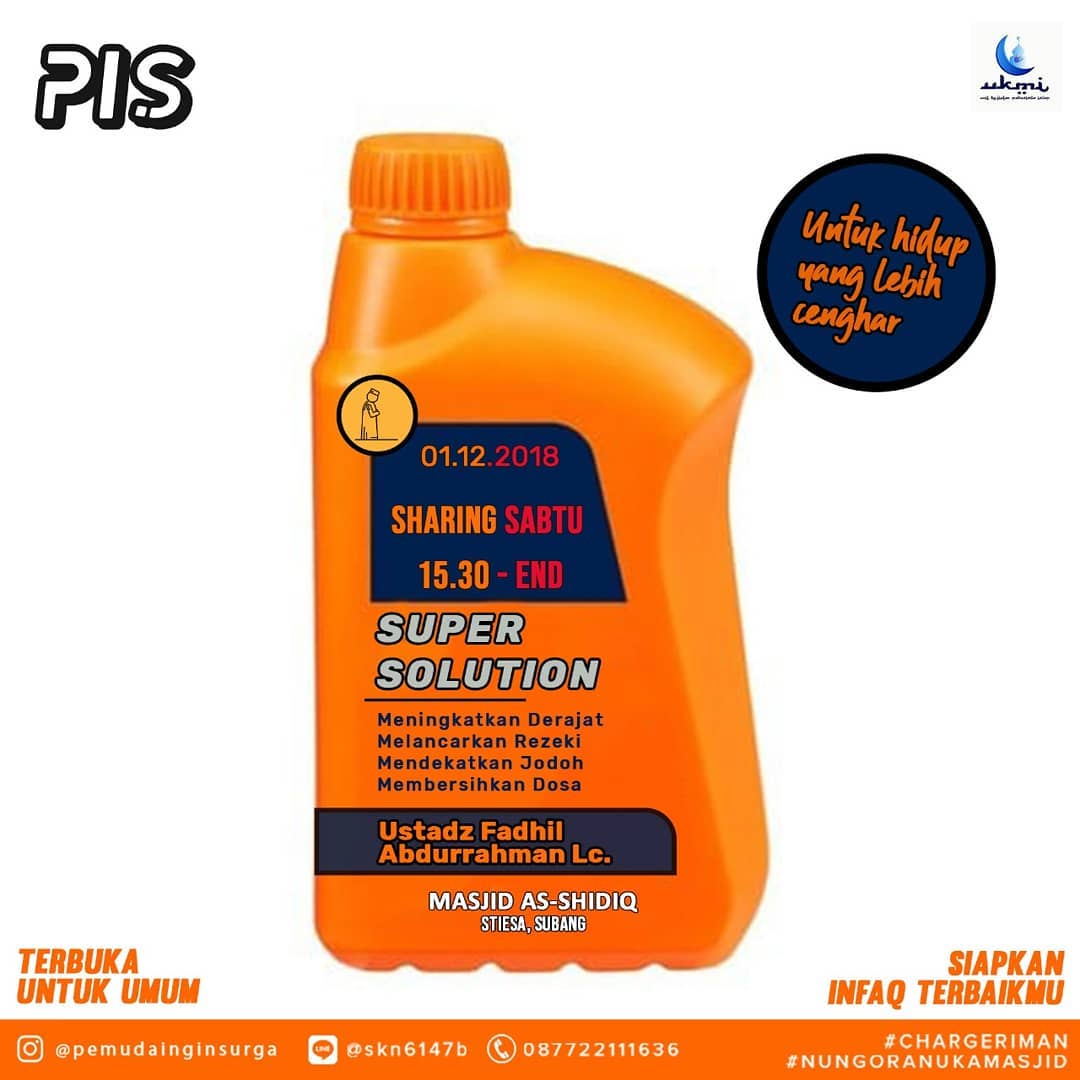 PIS
ukmi
Untuk hidup
yang lebih
cenghar
01.12.2018
SHARING SABTU
15.30 - END
SUPER
SOLUTION
Meningkatkan Derajat
Melancarkan Rezeki
Mendekatkan Jodoh
Membersihkan Dosa
Ustadz Fadhil
Abdurrahman Lc.
MASJID AS-SHIDIQ
STIESA, SUBANG
TERBUKA
UNTUK UMUM
SIAPKAN
INFAQ TERBAIKMU
@pemudainginsurga
LINE
@skn6147b
087722111636
#CHARGERIMAN
#NUNGORANUKAMASJID